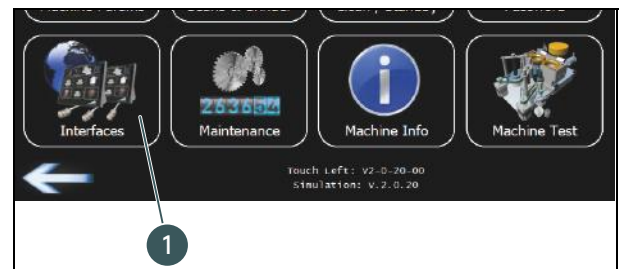 263654
Interfaces Maintenance Machine Info Machine Test
Touch Left: V2-0-20-00
Simulation: V.2.0.20
1